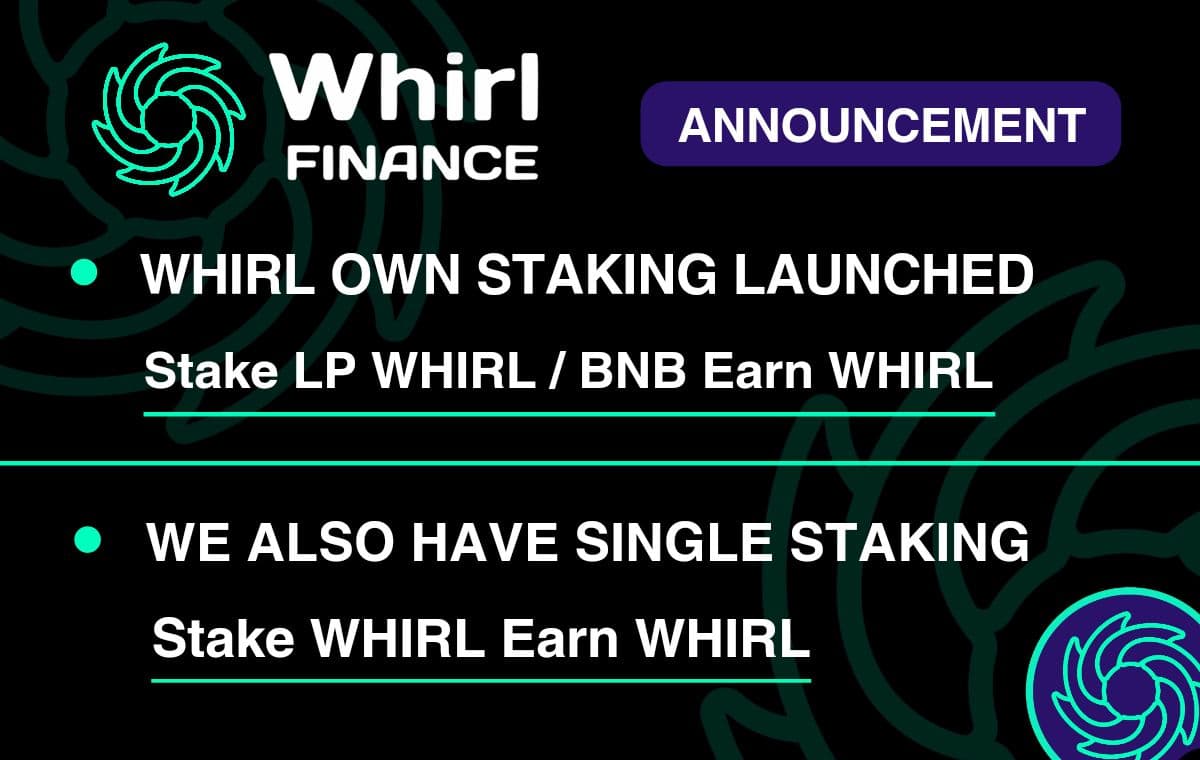 Whirl
FINANCE
ANNOUNCEMENT
WHIRL OWN STAKING LAUNCHED
Stake LP WHIRL / BNB Earn WHIRL
WE ALSO HAVE SINGLE STAKING
Stake WHIRL Earn WHIRL